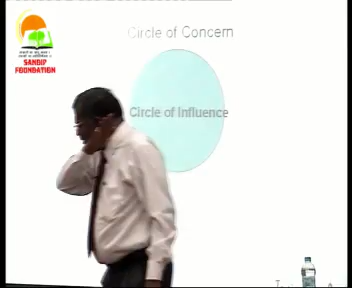 Circle of Concern
Circle of Influence
SANDIP
FOUNDATION